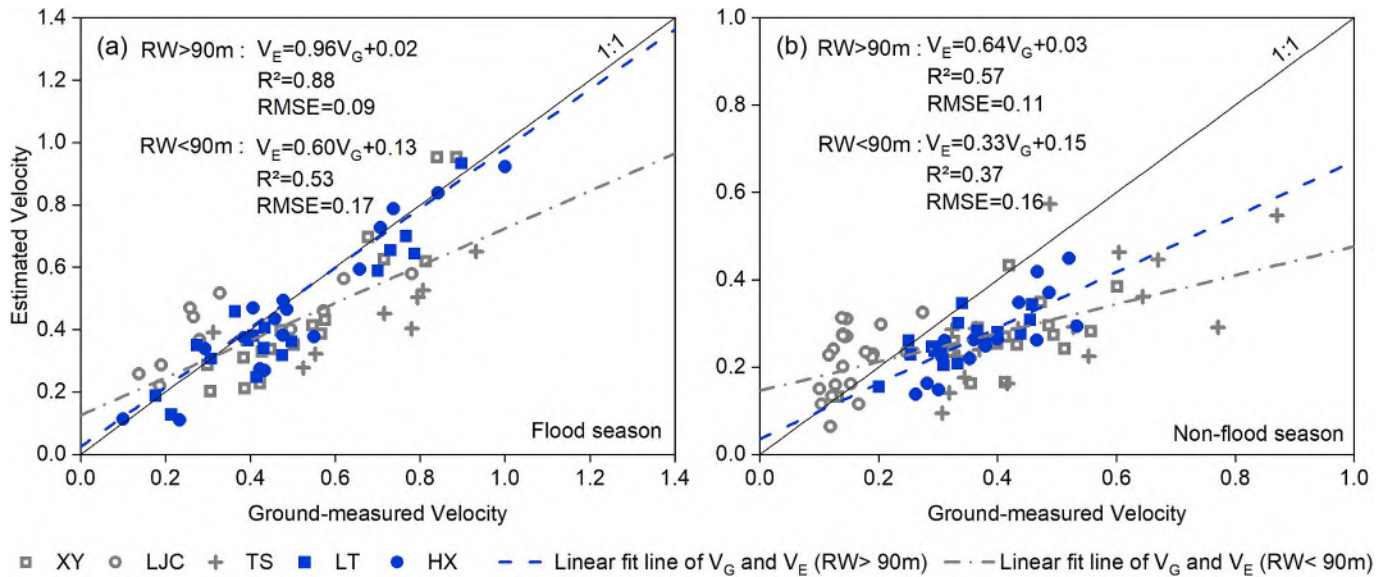 (a) RW>90m : V_E=0.96V_G+0.02
R²=0.88
RMSE=0.09
RW<90m : V_E=0.60V_G+0.13
R²=0.53
RMSE=0.17
1:1
Flood season
1.4
1.2
1.0
0.8
0.6
0.4
0.2
0.0
0.0 0.2 0.4 0.6 0.8 1.0 1.2 1.4
Estimated Velocity
Ground-measured Velocity
(b) RW>90m : V_E=0.64V_G+0.03
R²=0.57
RMSE=0.11
RW<90m : V_E=0.33V_G+0.15
R²=0.37
RMSE=0.16
1:1
Non-flood season
1.0
0.8
0.6
0.4
0.2
0.0
0.0 0.2 0.4 0.6 0.8 1.0
Ground-measured Velocity
XY LJC TS LT HX Linear fit line of V_G and V_E (RW> 90m) Linear fit line of V_G and V_E (RW< 90m)